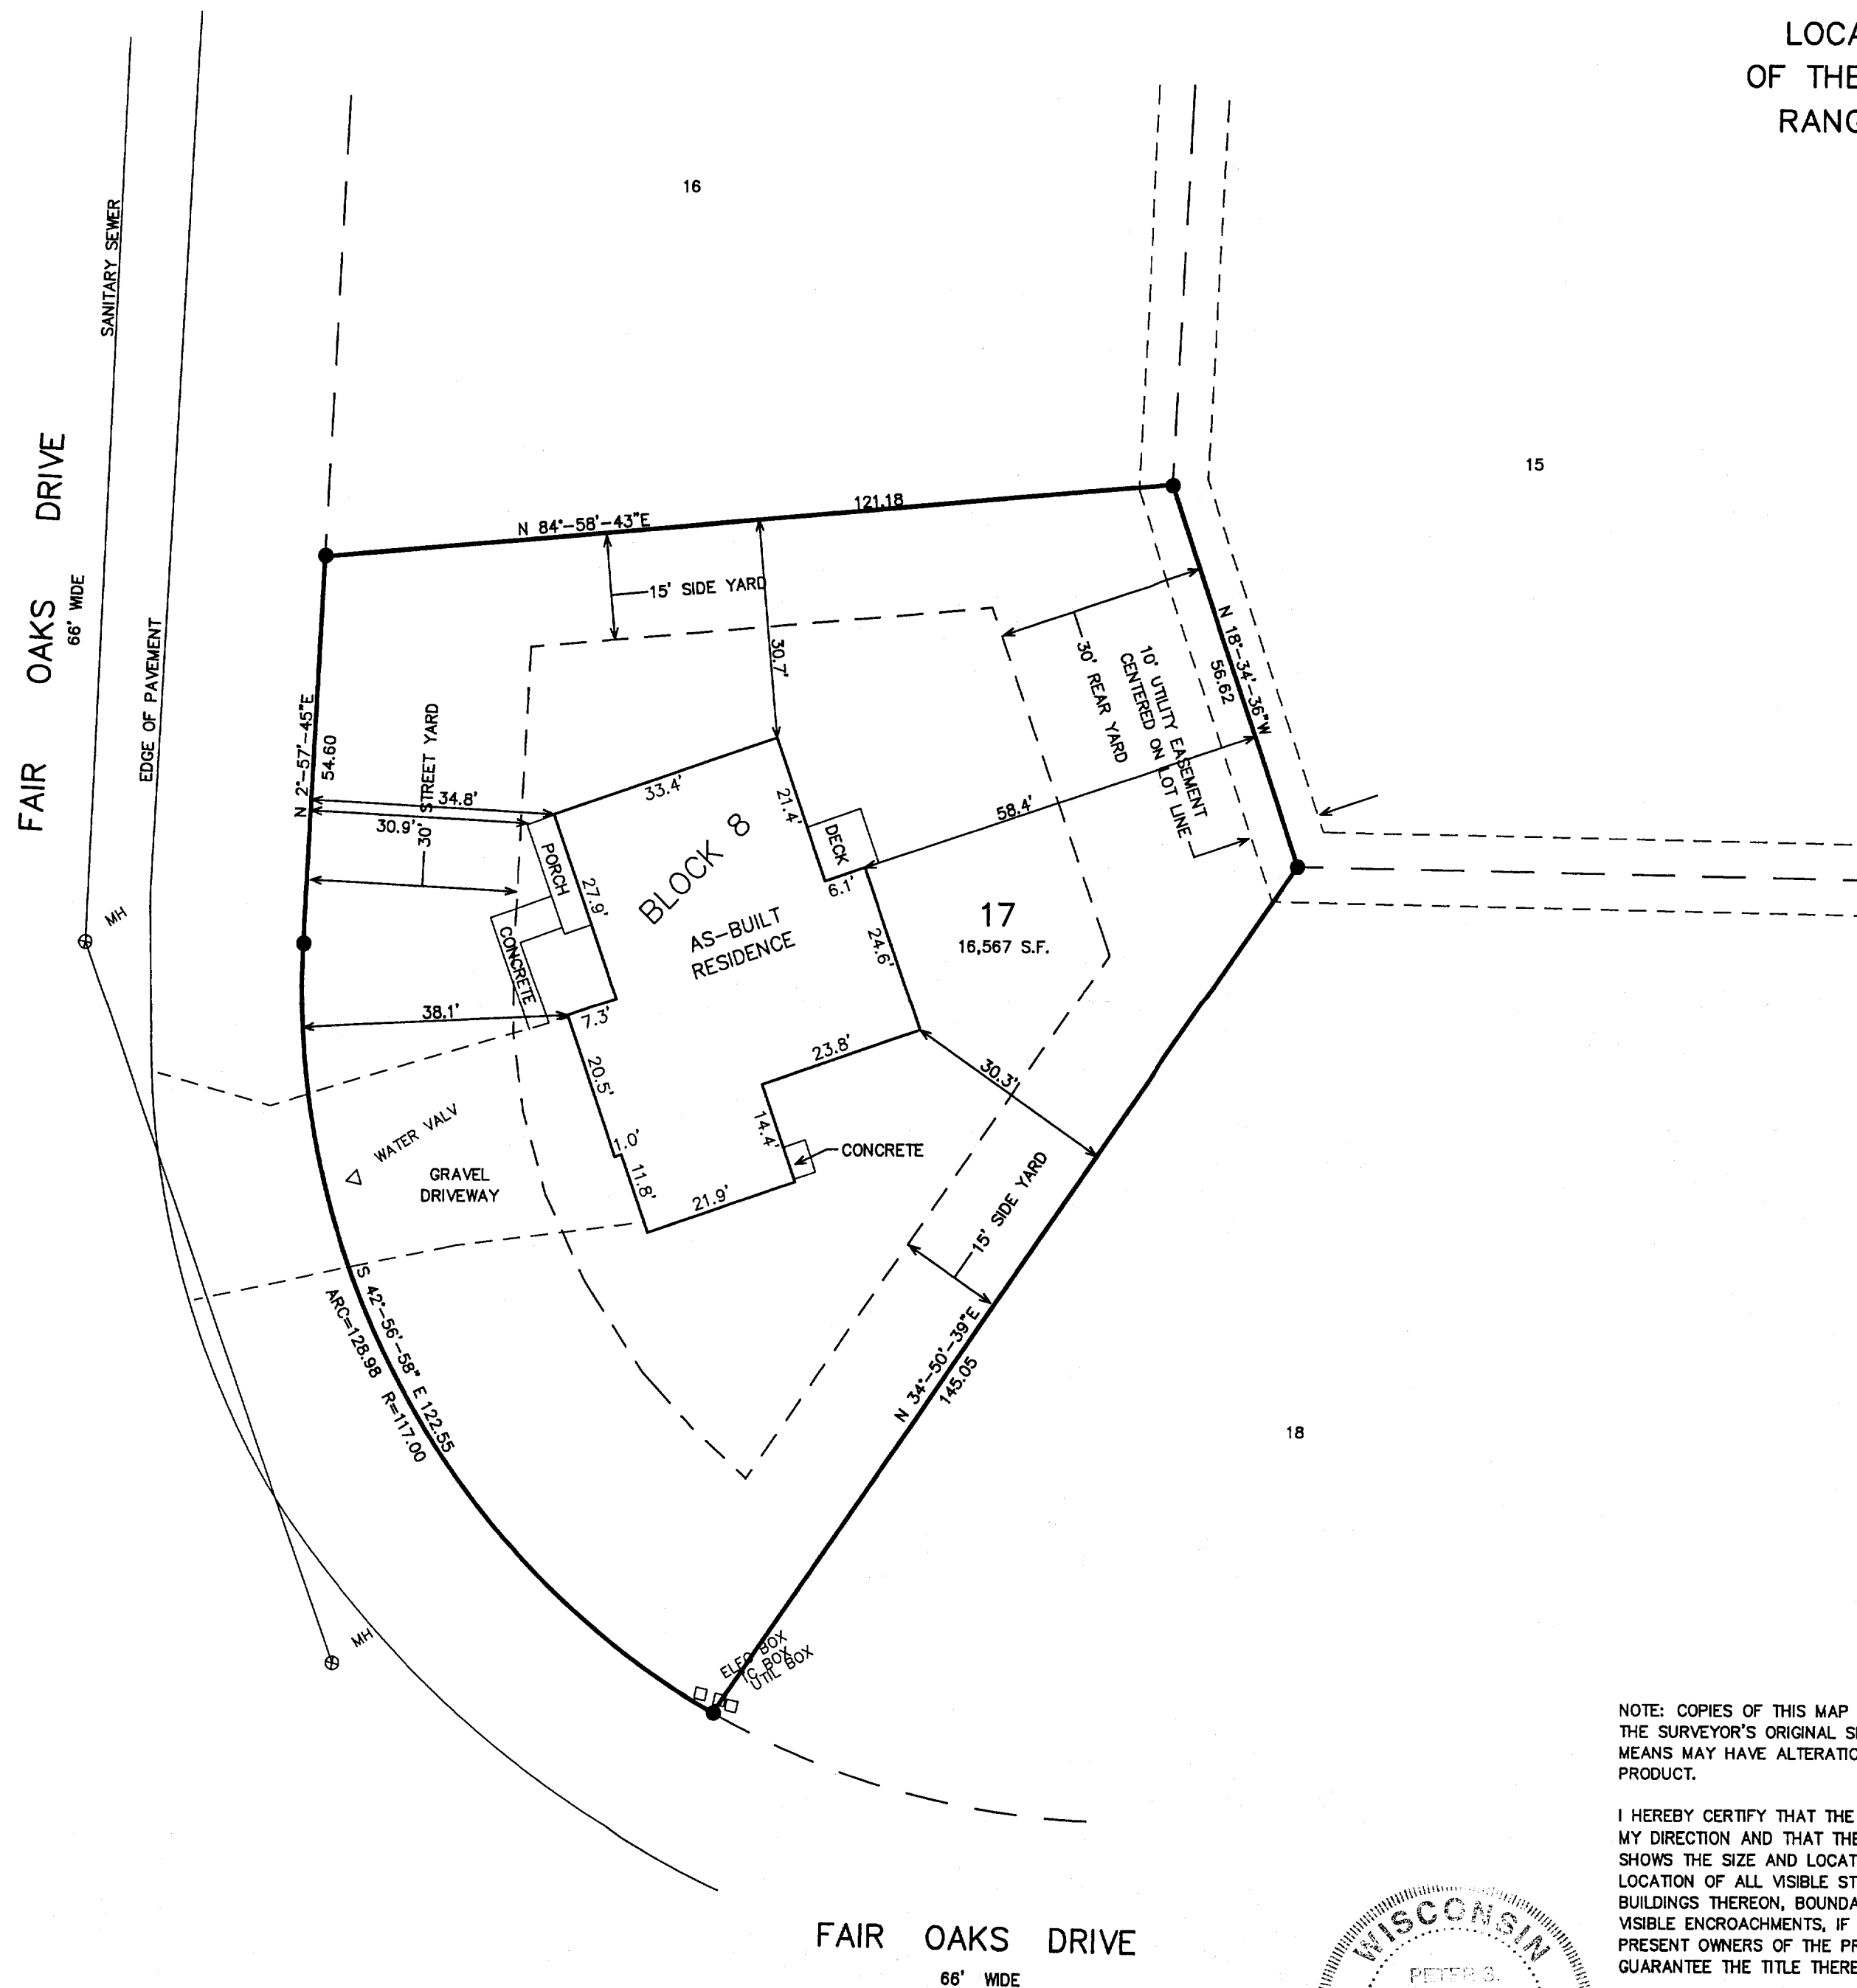 LOCA
OF THE
RANG
16
SANITARY SEWER
FAIR OAKS DRIVE
66' WIDE
EDGE OF PAVEMENT
15
N 84°-58'-43"E
121.18
15' SIDE YARD
30.7'
N 18°-34'-36"W
56.62
30' REAR YARD
10' UTILITY EASEMENT
CENTERED ON LOT LINE
N 2°-57'-45"E
54.60
30' STREET YARD
34.8'
30.9'
33.4'
21.4'
58.4'
DECK
6.1'
PORCH
27.9'
BLOCK 8
AS-BUILT
RESIDENCE
17
16,567 S.F.
24.6'
MH
CONCRETE
38.1'
7.3'
20.5'
23.8'
30.3'
14.4'
CONCRETE
1.0'
11.8'
21.9'
WATER VALV
GRAVEL
DRIVEWAY
15' SIDE YARD
S 42°-56'-58" E 122.55
ARC=128.98 R=117.00
N 34°-50'-39"E
145.05
18
MH
ELEC BOX
TC BOX
UTIL BOX
FAIR OAKS DRIVE
66' WIDE
NOTE: COPIES OF THIS MAP
THE SURVEYOR'S ORIGINAL SI
MEANS MAY HAVE ALTERATIO
PRODUCT.
I HEREBY CERTIFY THAT THE
MY DIRECTION AND THAT THE
SHOWS THE SIZE AND LOCAT
LOCATION OF ALL VISIBLE ST
BUILDINGS THEREON, BOUNDA
VISIBLE ENCROACHMENTS, IF
PRESENT OWNERS OF THE PR
GUARANTEE THE TITLE THERE
WISCONSIN
PETER S.